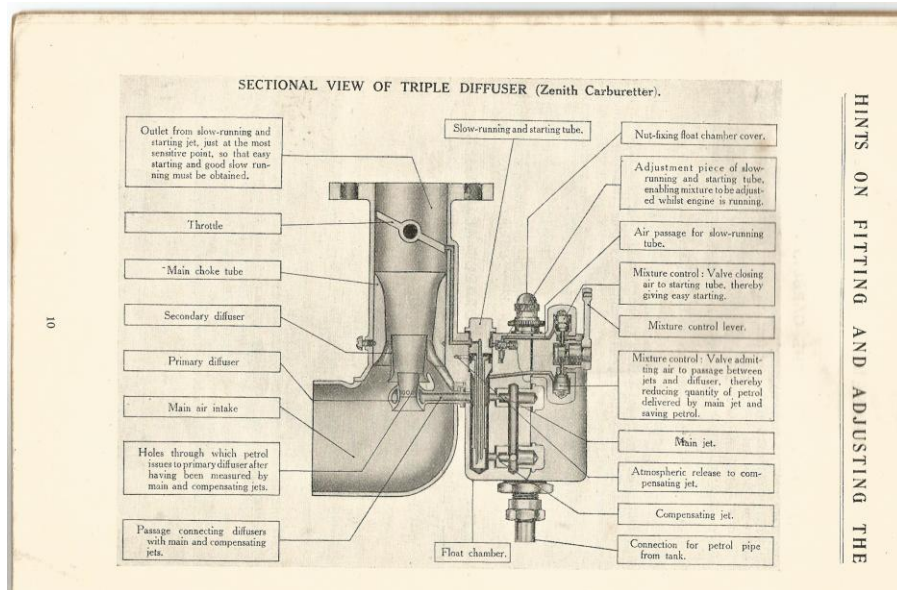 SECTIONAL VIEW OF TRIPLE DIFFUSER (Zenith Carburetter).
Outlet from slow-running and
starting jet, just at the most
sensitive point, so that easy
starting and good slow run-
ning must be obtained.
Throttle
Main choke tube
Secondary diffuser
Primary diffuser
Main air intake
Holes through which petrol
issues to primary diffuser after
having been measured by
main and compensating jets.
Passage connecting diffusers
with main and compensating
jets.
Slow-running and starting tube.
Float chamber.
Nut-fixing float chamber cover.
Adjustment piece of slow-
running and starting tube,
enabling mixture to be adjust-
ed whilst engine is running.
Air passage for slow-running
tube.
Mixture control: Valve closing
air to starting tube, thereby
giving easy starting.
Mixture control lever.
Mixture control: Valve admit-
ting air to passage between
jets and diffuser, thereby
reducing quantity of petrol
delivered by main jet and
saving petrol.
Main jet.
Atmospheric release to com-
pensating jet.
Compensating jet.
Connection for petrol pipe
from tank.
HINTS ON FITTING AND ADJUSTING THE
10